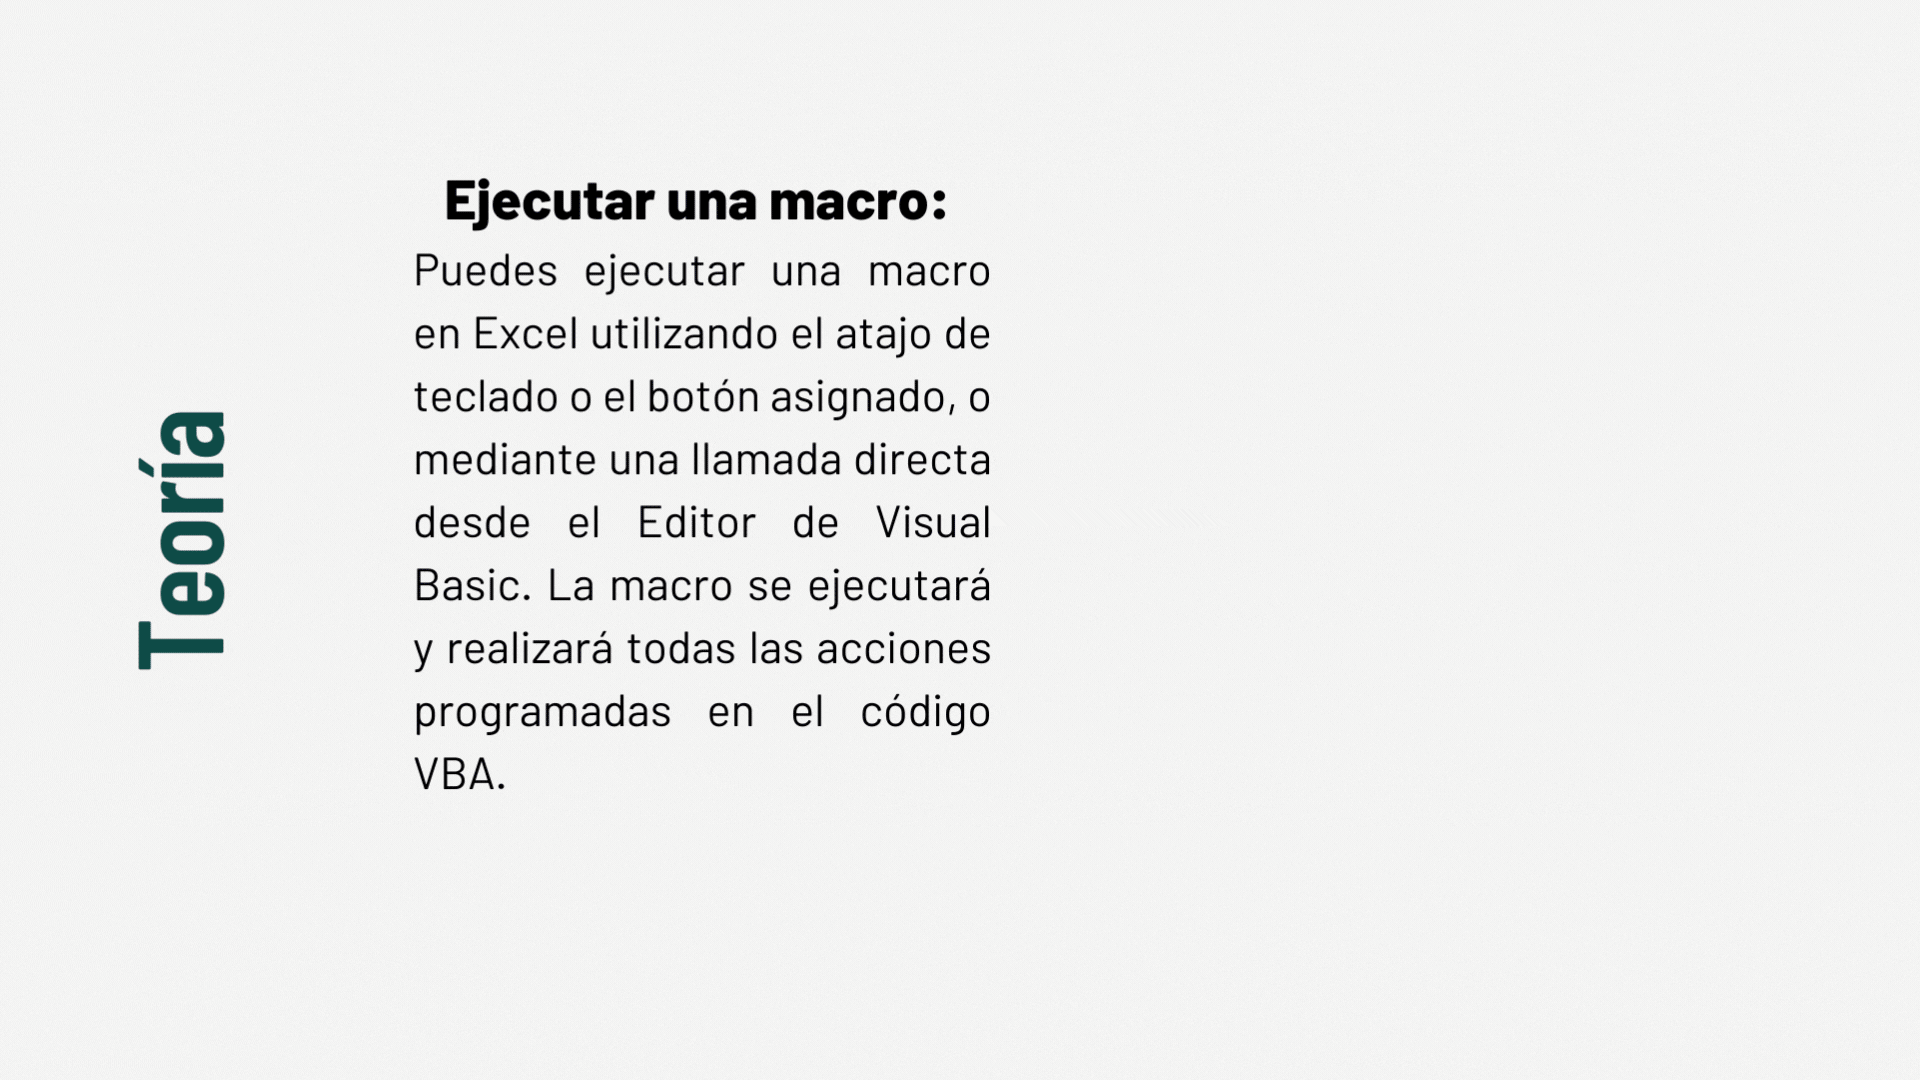 Teoría
Ejecutar una macro:
Puedes ejecutar una macro
en Excel utilizando el atajo de
teclado o el botón asignado, o
mediante una llamada directa
desde el Editor de Visual
Basic. La macro se ejecutará
y realizará todas las acciones
programadas en el código
VBA.